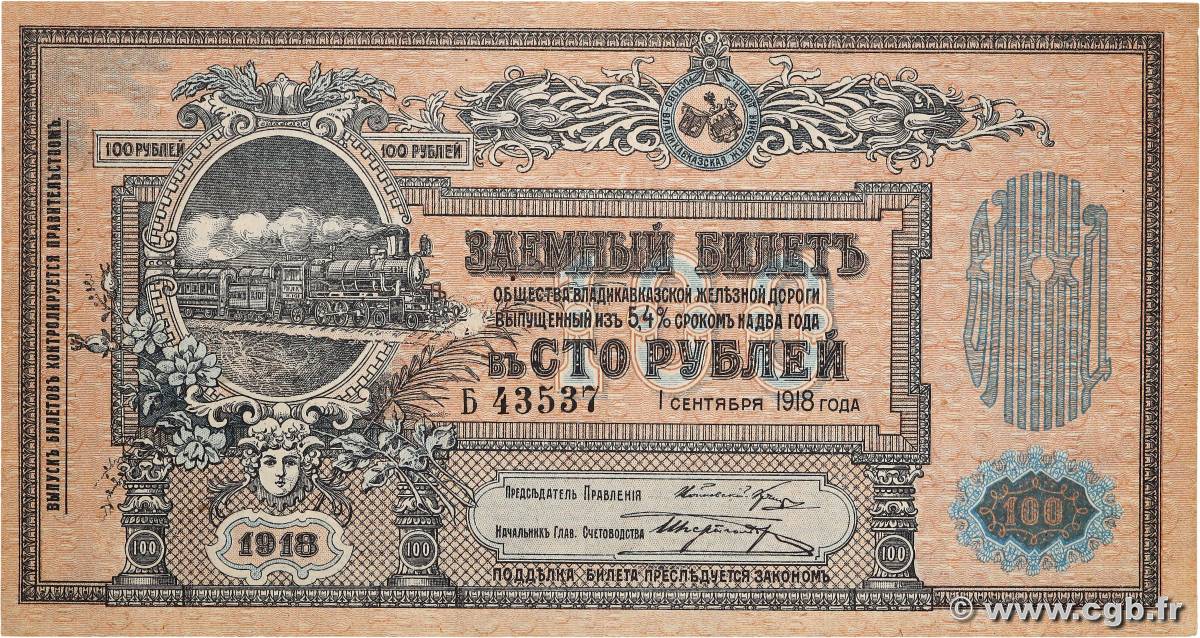 ВЫПУСКЪ БИЛЕТОВЪ КОНТРОЛИРУЕТСЯ ПРАВИТЕЛЬСТВОМЪ.
100 РУБЛЕЙ
100 РУБЛЕЙ
ВЛАДИКАВКАЗСКАЯ
100
ЗАЕМНЫЙ БИЛЕТЪ
ОБЩЕСТВА ВЛАДИКАВКАЗСКОЙ ЖЕЛѢЗНОЙ ДОРОГИ
ВЫПУЩЕННЫЙ ИЗЪ 5,4% СРОКОМЪ НА ДВА ГОДА
ВЪ СТО РУБЛЕЙ
Б 43537
1 СЕНТЯБРЯ 1918 ГОДА
ПРЕДСѢДАТЕЛЬ ПРАВЛЕНІЯ
НАЧАЛЬНИКЪ ГЛАВ. СЧЕТОВОДСТВА
ПОДДѢЛКА БИЛЕТА ПРЕСЛѢДУЕТСЯ ЗАКОНОМЪ
1918
100
100
100
100
© www.cgb.fr